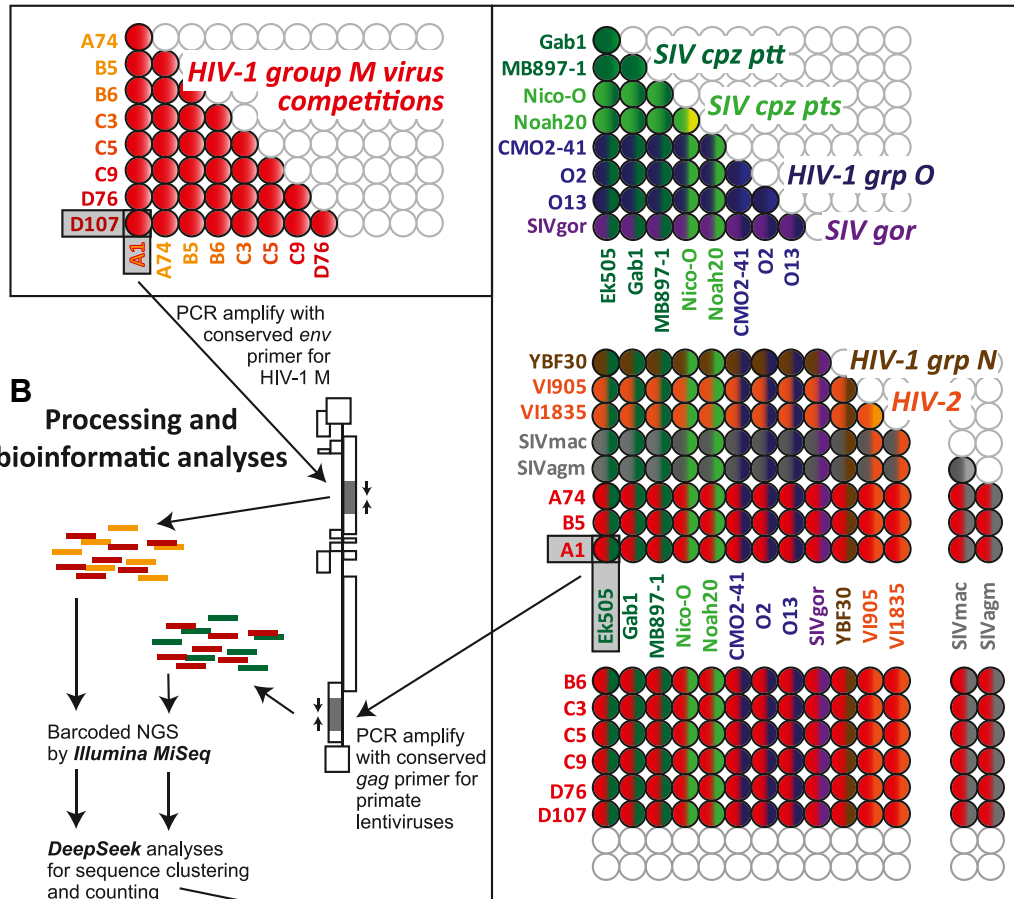 A74
B5
B6
C3
C5
C9
D76
D107
HIV-1 group M virus
competitions
A1
A74
B5
B6
C3
C5
C9
D76
PCR amplify with
conserved env
primer for
HIV-1 M
B
Processing and
bioinformatic analyses
Barcoded NGS
by Illumina MiSeq
DeepSeek analyses
for sequence clustering
and counting
PCR amplify
with conserved
gag primer for
primate
lentiviruses
Gab1
MB897-1
Nico-O
Noah20
CMO2-41
O2
O13
SIVgor
SIV cpz ptt
SIV cpz pts
HIV-1 grp O
SIV gor
Ek505
Gab1
MB897-1
Nico-O
Noah20
CMO2-41
O2
O13
YBF30
VI905
VI1835
SIVmac
SIVagm
A74
B5
A1
HIV-1 grp N
HIV-2
Ek505
Gab1
MB897-1
Nico-O
Noah20
CMO2-41
O2
O13
SIVgor
YBF30
VI905
VI1835
SIVmac
SIVagm
B6
C3
C5
C9
D76
D107